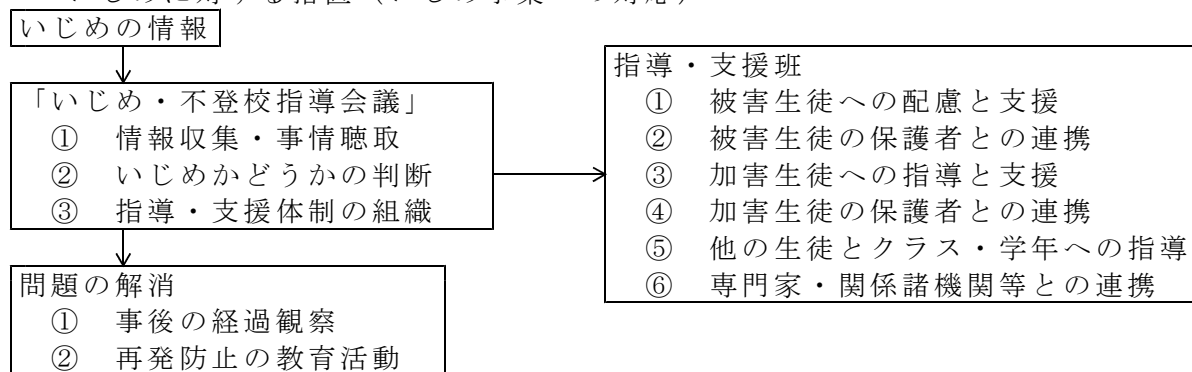 いじめの情報
「いじめ・不登校指導会議」
① 情報収集・事情聴取
② いじめかどうかの判断
③ 指導・支援体制の組織
指導・支援班
① 被害生徒への配慮と支援
② 被害生徒の保護者との連携
③ 加害生徒への指導と支援
④ 加害生徒の保護者との連携
⑤ 他の生徒とクラス・学年への指導
⑥ 専門家・関係諸機関等との連携
問題の解消
① 事後の経過観察
② 再発防止の教育活動